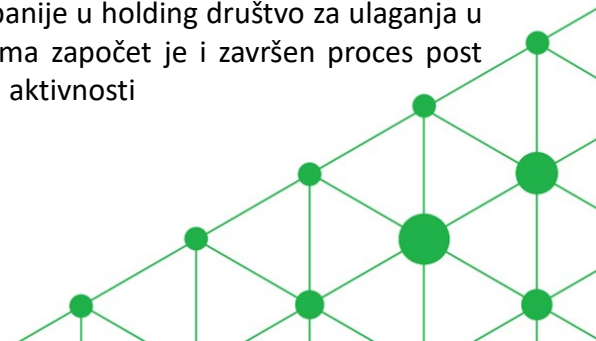 panije u holding društvo za ulaganja u
ma započet je i završen proces post
aktivnosti